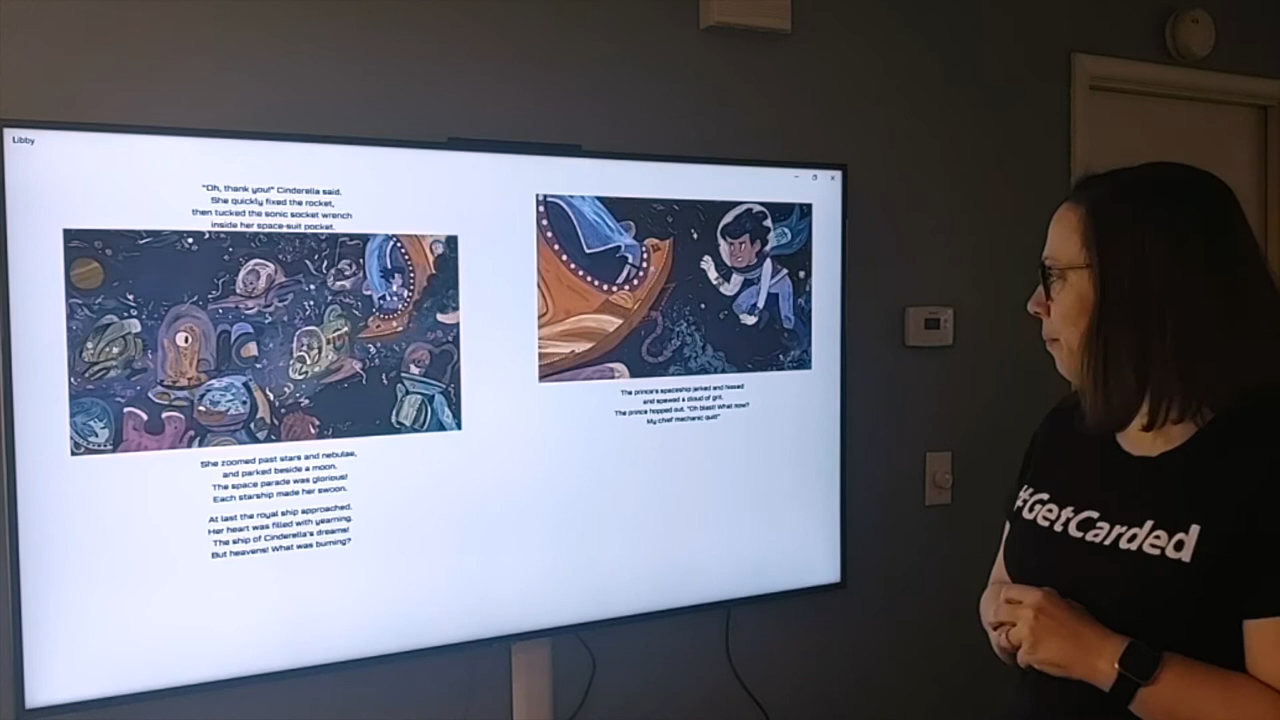 Libby
"Oh, thank you!" Cinderella said.
She quickly fixed the rocket,
then tucked the sonic socket wrench
inside her space-suit pocket.
She zoomed past stars and nebulae,
and parked beside a moon.
The space parade was glorious!
Each starship made her swoon.
At last the royal ship approached.
Her heart was filled with yearning.
The ship of Cinderella's dreams!
But heavens! What was burning?
The prince's spaceship jerked and hissed
and spewed a cloud of grit.
The prince hopped out. "Oh blast! What now?
My chief mechanic quit!"
#GetCarded